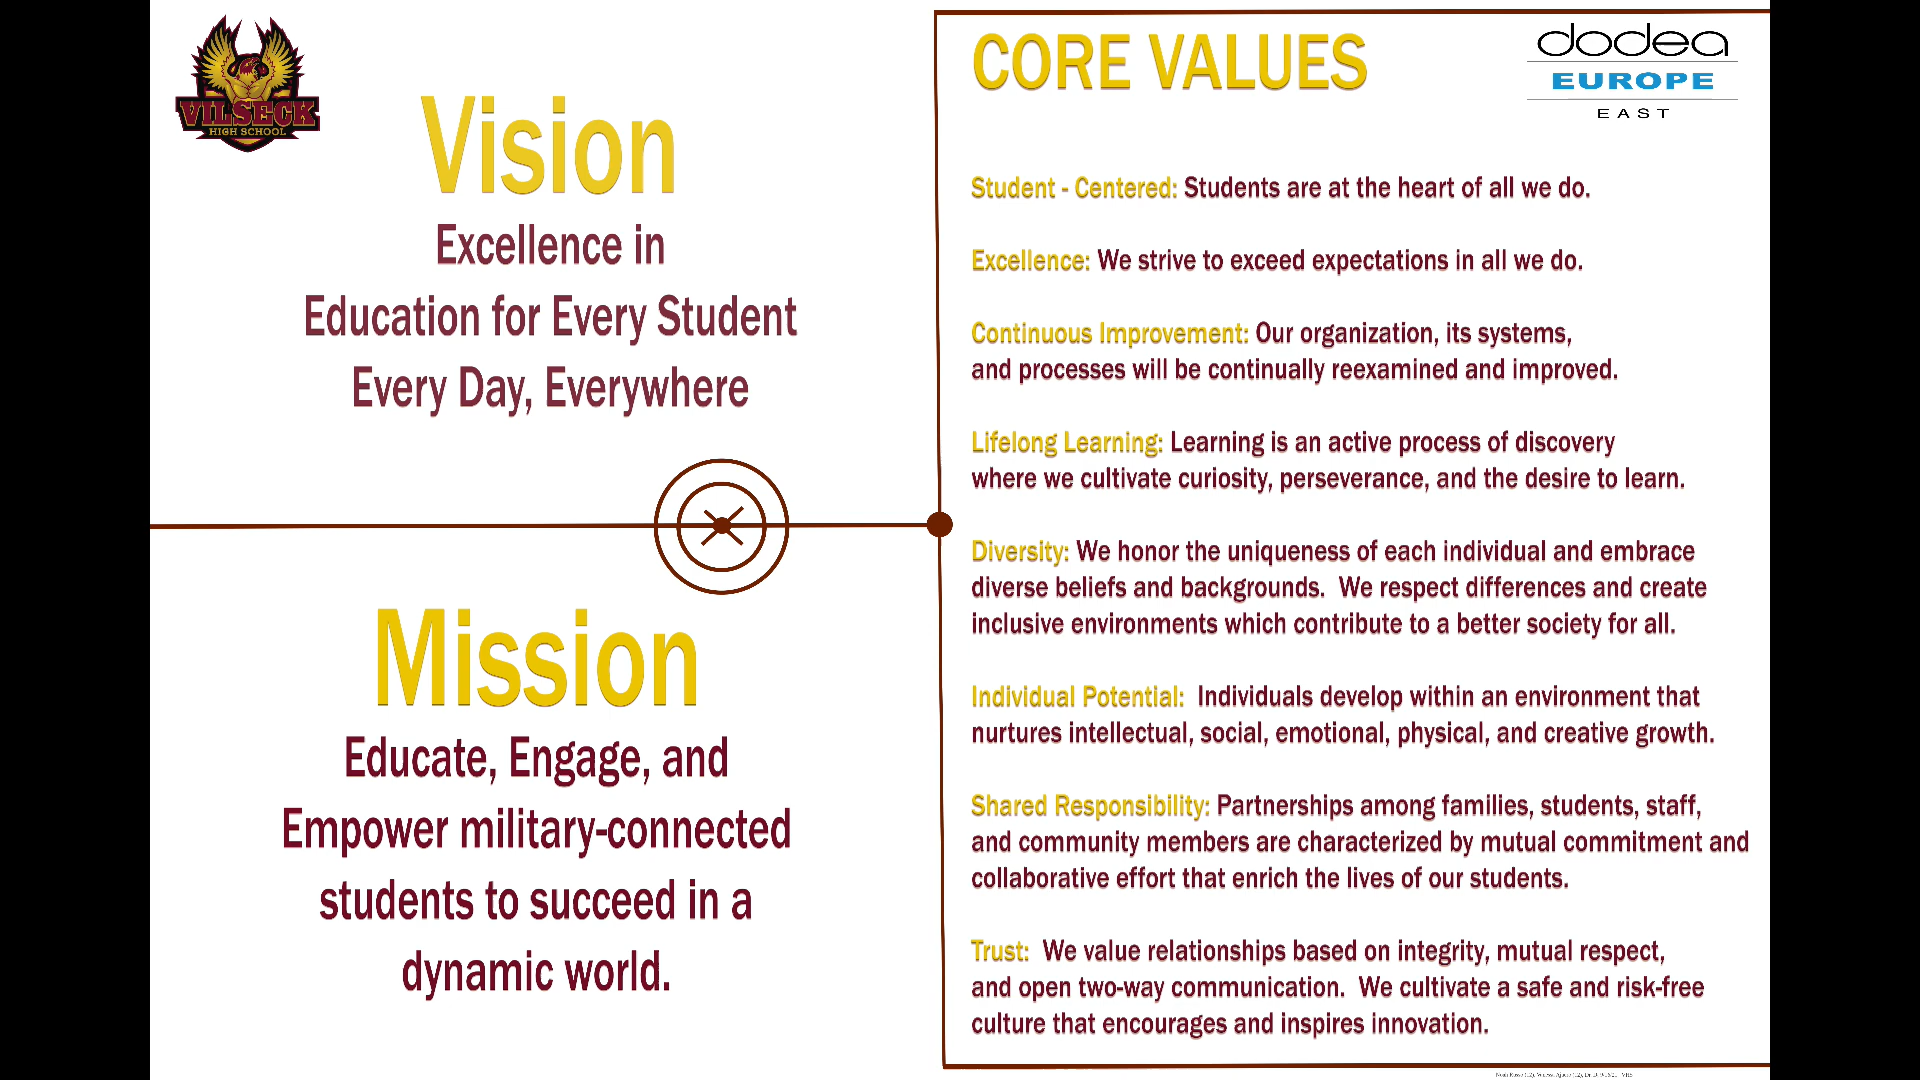 VILSECK
HIGH SCHOOL
Vision
Excellence in
Education for Every Student
Every Day, Everywhere
Mission
Educate, Engage, and
Empower military-connected
students to succeed in a
dynamic world.
CORE VALUES
dodea
EUROPE
EAST
Student - Centered: Students are at the heart of all we do.
Excellence: We strive to exceed expectations in all we do.
Continuous Improvement: Our organization, its systems,
and processes will be continually reexamined and improved.
Lifelong Learning: Learning is an active process of discovery
where we cultivate curiosity, perseverance, and the desire to learn.
Diversity: We honor the uniqueness of each individual and embrace
diverse beliefs and backgrounds.  We respect differences and create
inclusive environments which contribute to a better society for all.
Individual Potential:  Individuals develop within an environment that
nurtures intellectual, social, emotional, physical, and creative growth.
Shared Responsibility: Partnerships among families, students, staff,
and community members are characterized by mutual commitment and
collaborative effort that enrich the lives of our students.
Trust:  We value relationships based on integrity, mutual respect,
and open two-way communication.  We cultivate a safe and risk-free
culture that encourages and inspires innovation.